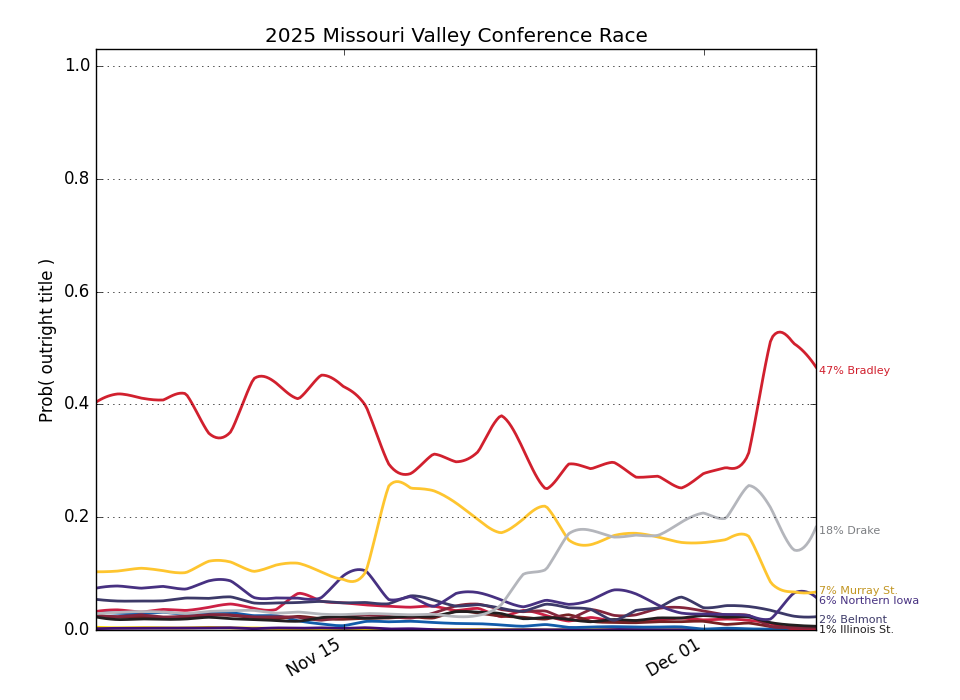 2025 Missouri Valley Conference Race
Prob( outright title )
1.0
0.8
0.6
0.4
0.2
0.0
Nov 15
Dec 01
47% Bradley
18% Drake
7% Murray St.
6% Northern Iowa
2% Belmont
1% Illinois St.